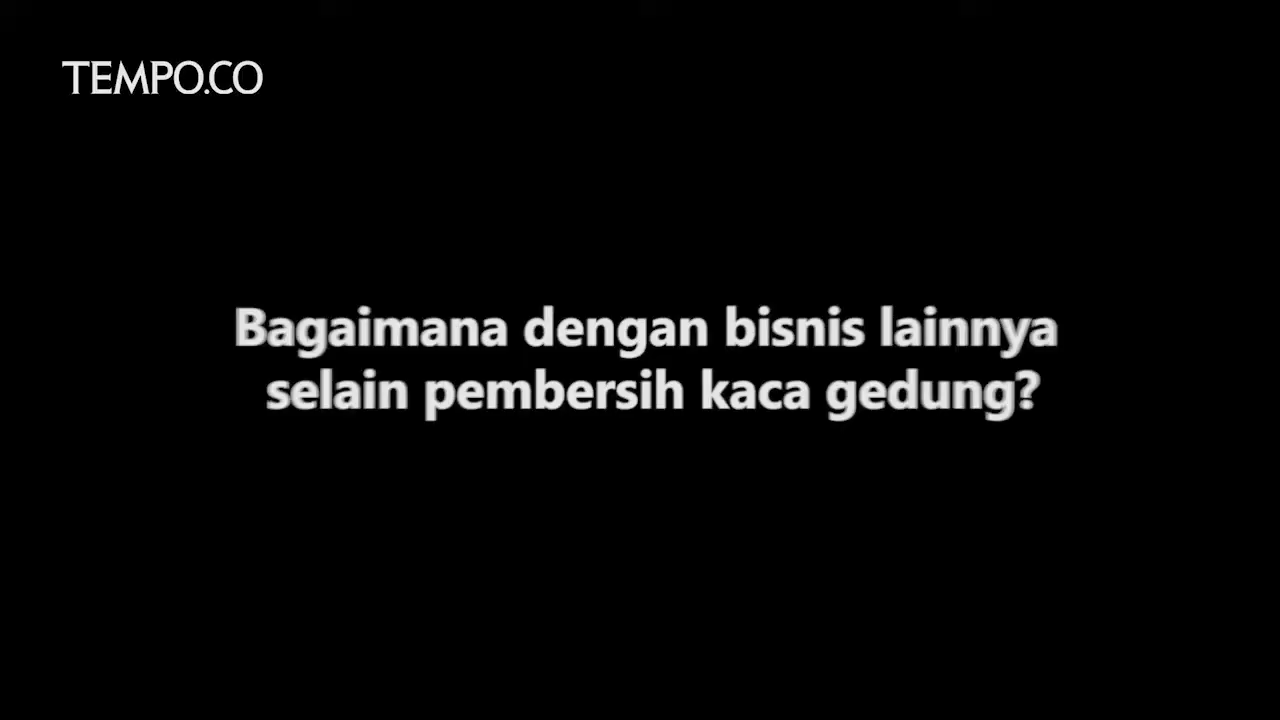 TEMPO.CO
Bagaimana dengan bisnis lainnya
selain pembersih kaca gedung?